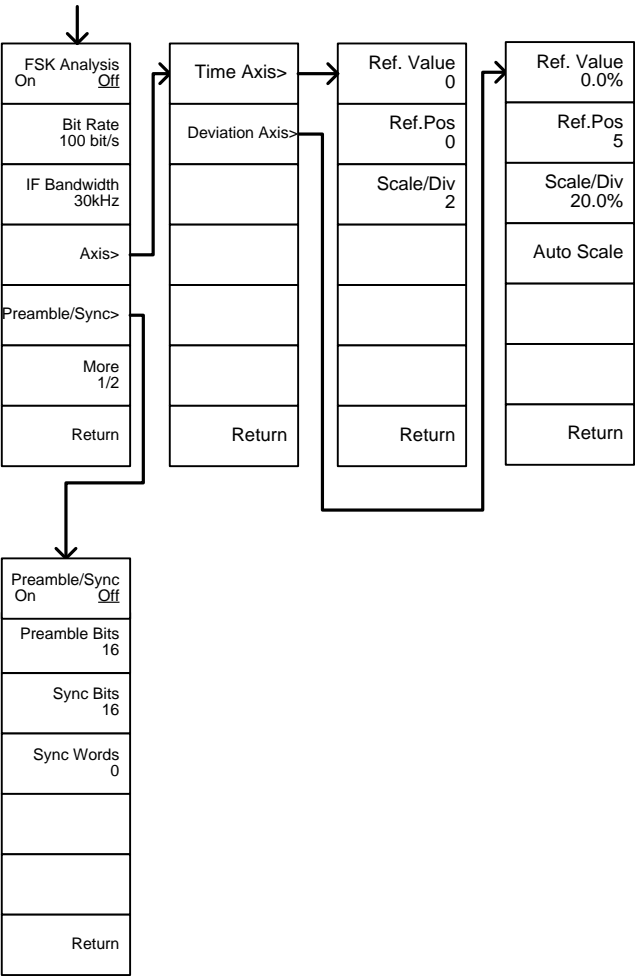 FSK Analysis
On Off
Bit Rate
100 bit/s
IF Bandwidth
30kHz
Axis>
Preamble/Sync>
More
1/2
Return
Time Axis>
Deviation Axis>
Return
Ref. Value
0
Ref.Pos
0
Scale/Div
2
Return
Ref. Value
0.0%
Ref.Pos
5
Scale/Div
20.0%
Auto Scale
Return
Preamble/Sync
On Off
Preamble Bits
16
Sync Bits
16
Sync Words
0
Return